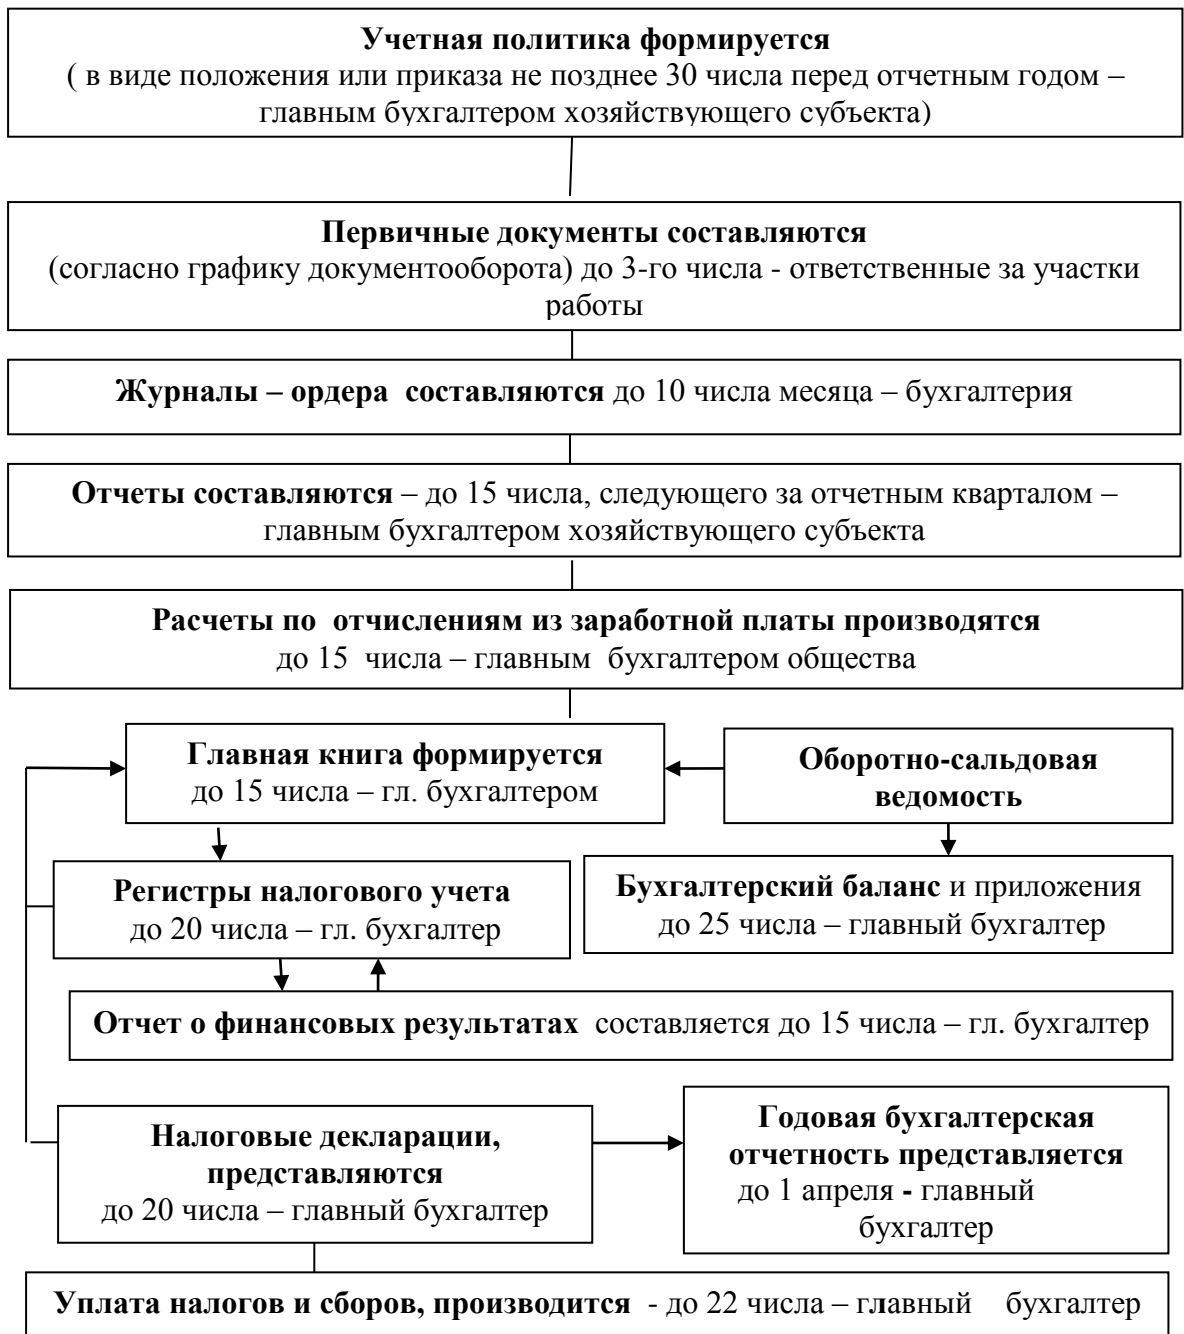 Учетная политика формируется
( в виде положения или приказа не позднее 30 числа перед отчетным годом –
главным бухгалтером хозяйствующего субъекта)
Первичные документы составляются
(согласно графику документооборота) до 3-го числа - ответственные за участки
работы
Журналы – ордера составляются до 10 числа месяца – бухгалтерия
Отчеты составляются – до 15 числа, следующего за отчетным кварталом –
главным бухгалтером хозяйствующего субъекта
Расчеты по отчислениям из заработной платы производятся
до 15 числа – главным бухгалтером общества
Главная книга формируется
до 15 числа – гл. бухгалтером
Оборотно-сальдовая
ведомость
Регистры налогового учета
до 20 числа – гл. бухгалтер
Бухгалтерский баланс и приложения
до 25 числа – главный бухгалтер
Отчет о финансовых результатах составляется до 15 числа – гл. бухгалтер
Налоговые декларации,
представляются
до 20 числа – главный бухгалтер
Годовая бухгалтерская
отчетность представляется
до 1 апреля - главный
бухгалтер
Уплата налогов и сборов, производится - до 22 числа – главный бухгалтер